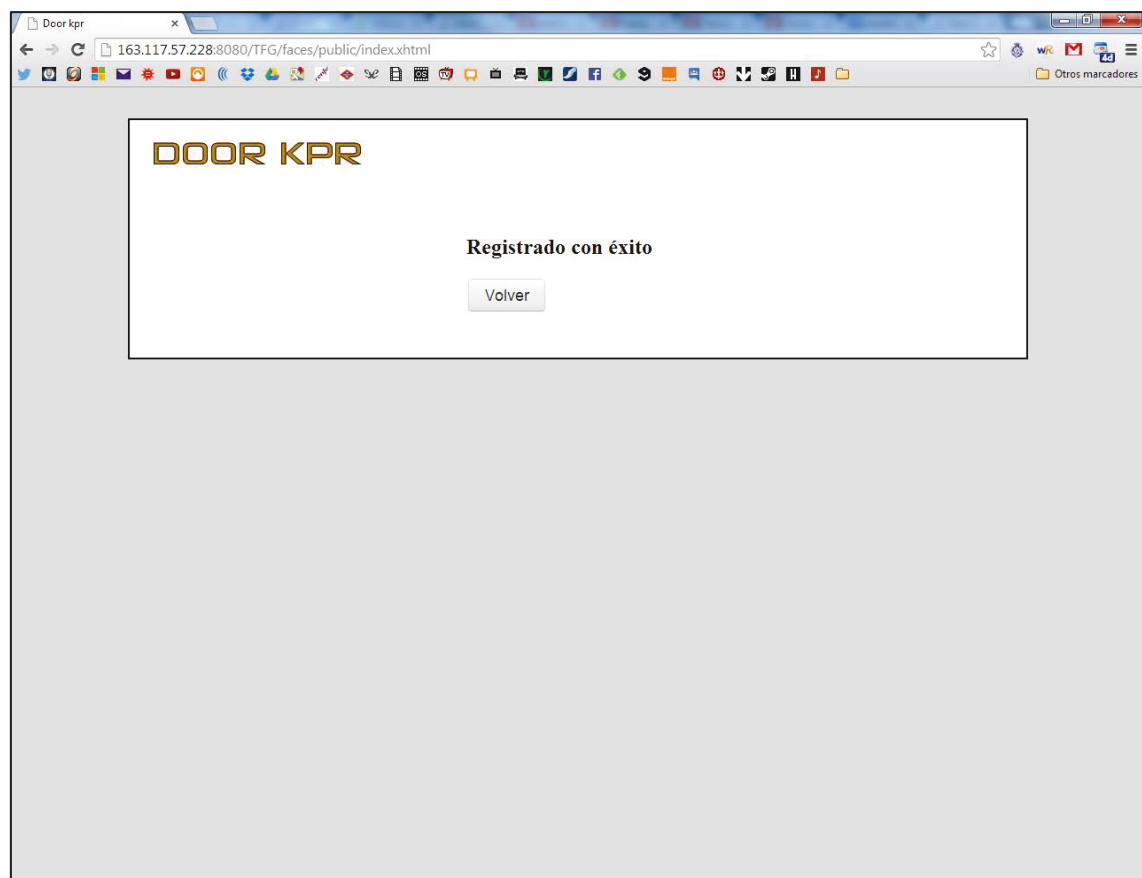 Door kpr
163.117.57.228:8080/TFG/faces/public/index.xhtml
Otros marcadores
DOOR KPR
Registrado con éxito
Volver